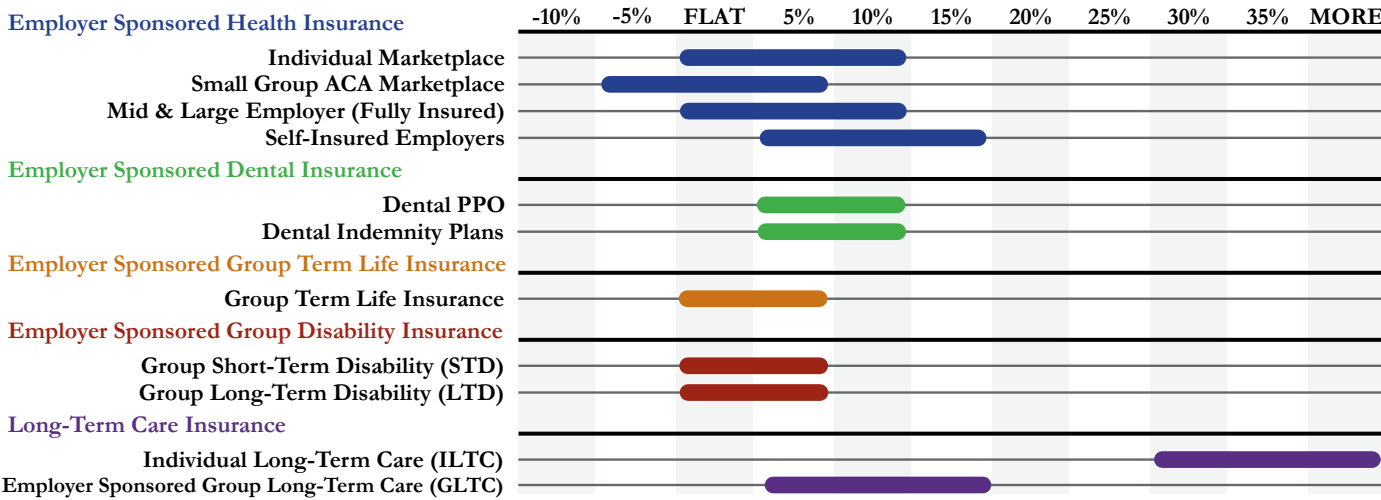 Employer Sponsored Health Insurance -10% -5% FLAT 5% 10% 15% 20% 25% 30% 35% MORE
Individual Marketplace
Small Group ACA Marketplace
Mid & Large Employer (Fully Insured)
Self-Insured Employers
Employer Sponsored Dental Insurance
Dental PPO
Dental Indemnity Plans
Employer Sponsored Group Term Life Insurance
Group Term Life Insurance
Employer Sponsored Group Disability Insurance
Group Short-Term Disability (STD)
Group Long-Term Disability (LTD)
Long-Term Care Insurance
Individual Long-Term Care (ILTC)
Employer Sponsored Group Long-Term Care (GLTC)